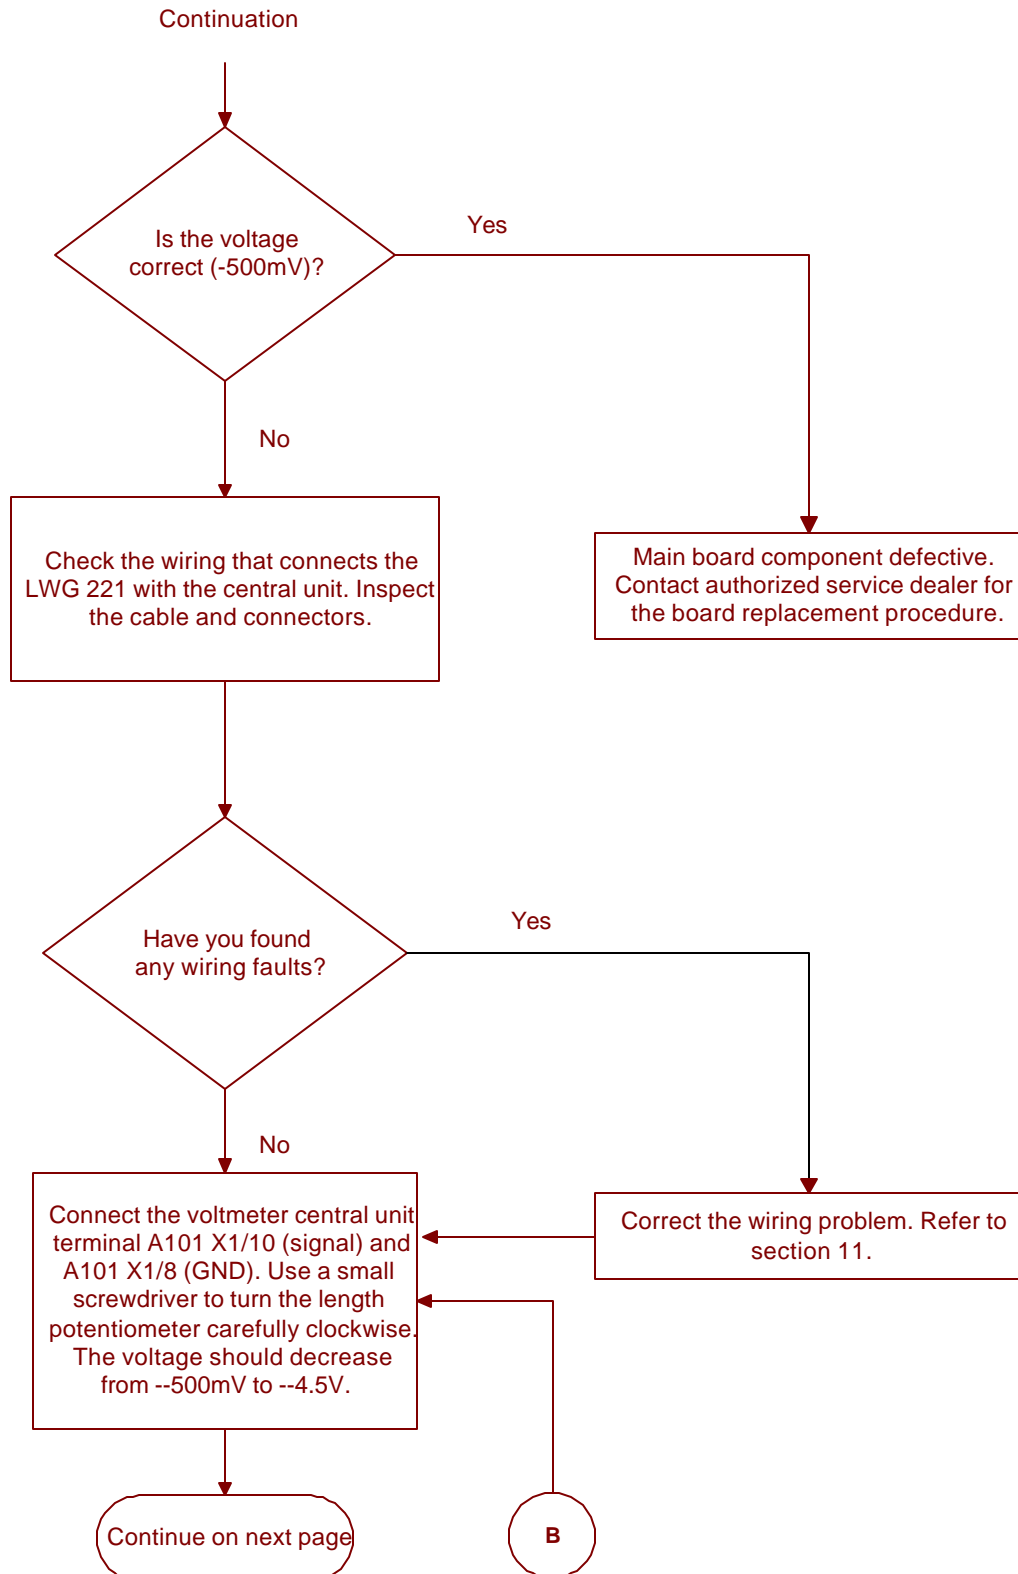 Continuation
Is the voltage
correct (-500mV)?
Yes
No
Check the wiring that connects the
LWG 221 with the central unit. Inspect
the cable and connectors.
Main board component defective.
Contact authorized service dealer for
the board replacement procedure.
Have you found
any wiring faults?
Yes
No
Connect the voltmeter central unit
terminal A101 X1/10 (signal) and
A101 X1/8 (GND). Use a small
screwdriver to turn the length
potentiometer carefully clockwise.
The voltage should decrease
from --500mV to --4.5V.
Correct the wiring problem. Refer to
section 11.
Continue on next page
B